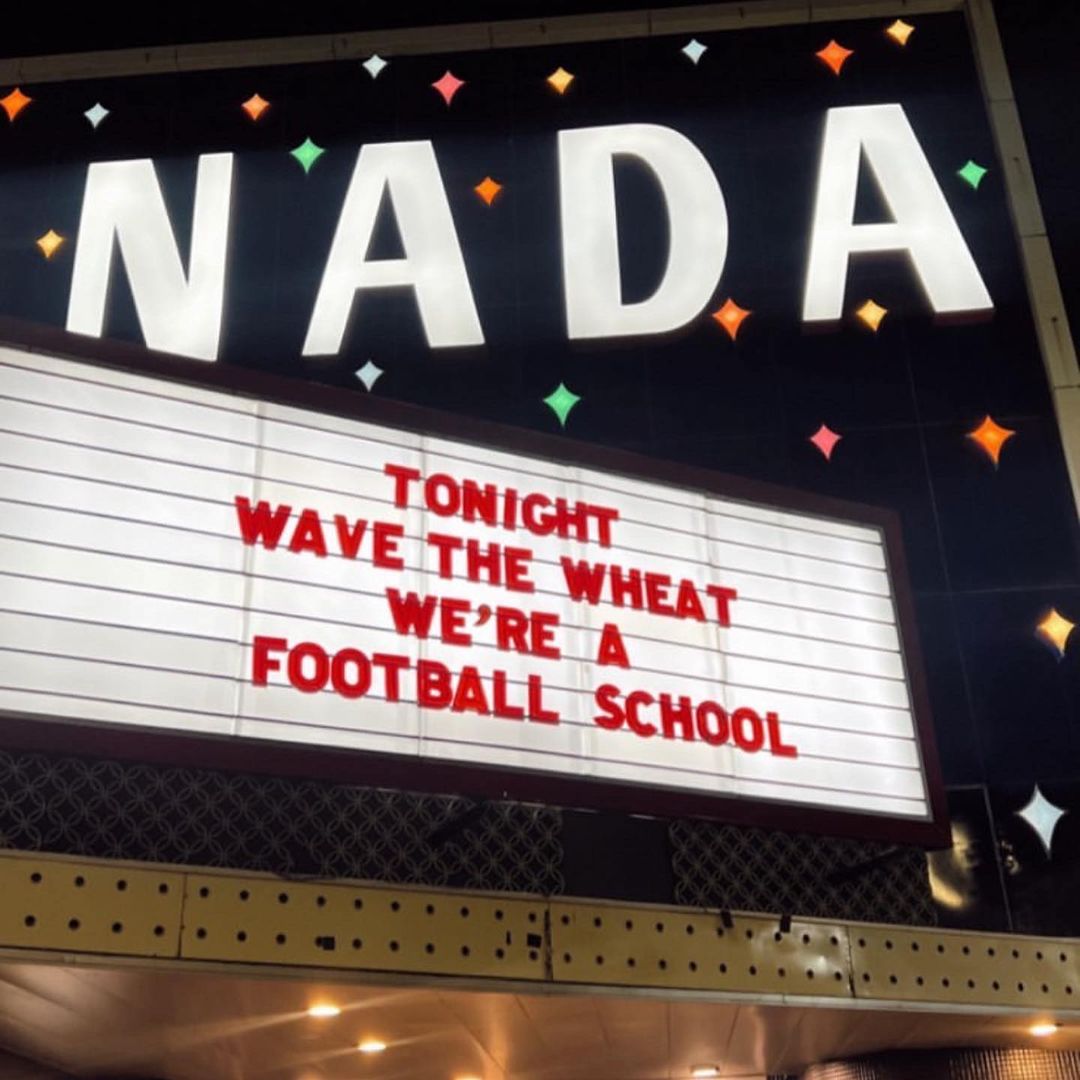 NADA
TONIGHT
WAVE THE WHEAT
WE'RE A
FOOTBALL SCHOOL